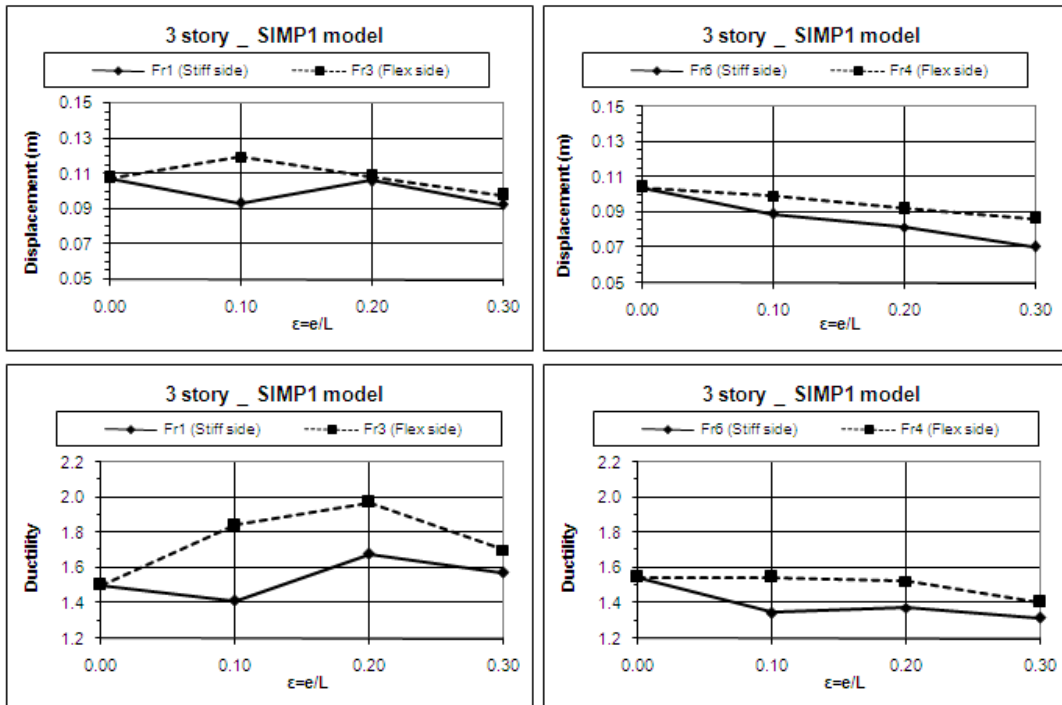 3 story _ SIMP1 model
Fr1 (Stiff side) Fr3 (Flex side)
0.15
0.13
0.11
0.09
0.07
0.05
Displacement (m)
0.00 0.10 0.20 0.30
ε=e/L
3 story _ SIMP1 model
Fr6 (Stiff side) Fr4 (Flex side)
0.15
0.13
0.11
0.09
0.07
0.05
Displacement (m)
0.00 0.10 0.20 0.30
ε=e/L
3 story _ SIMP1 model
Fr1 (Stiff side) Fr3 (Flex side)
2.2
2.0
1.8
1.6
1.4
1.2
Ductility
0.00 0.10 0.20 0.30
ε=e/L
3 story _ SIMP1 model
Fr6 (Stiff side) Fr4 (Flex side)
2.2
2.0
1.8
1.6
1.4
1.2
Ductility
0.00 0.10 0.20 0.30
ε=e/L